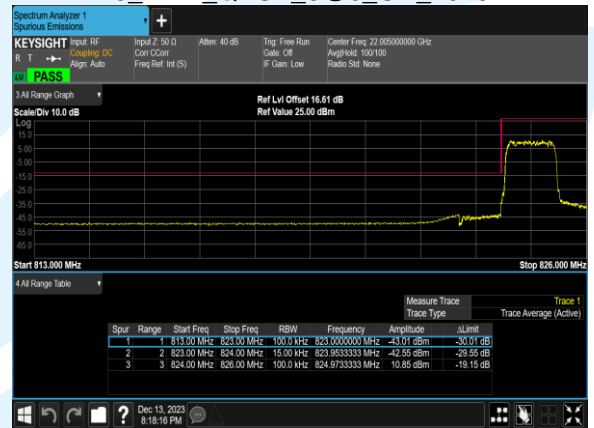 Spectrum Analyzer 1
Spurious Emissions
+
KEYSIGHT Input: RF Input Z: 50 Ω Atten: 40 dB Trig: Free Run Center Freq: 22.005000000 GHz
R T Coupling: DC Corr CCorr Gate: Off Avg|Hold: 100/100
Align: Auto Freq Ref: Int (S) IF Gain: Low Radio Std: None
PASS
3 All Range Graph
Ref Lvl Offset 16.61 dB
Scale/Div 10.0 dB Ref Value 25.00 dBm
Log
15.0
5.00
-5.00
-15.0
-25.0
-35.0
-45.0
-55.0
-65.0
Start 813.000 MHz Stop 826.000 MHz
4 All Range Table
Measure Trace Trace 1
Trace Type Trace Average (Active)
Spur Range Start Freq Stop Freq RBW Frequency Amplitude ΔLimit
1 1 813.00 MHz 823.00 MHz 100.0 kHz 823.0000000 MHz -43.01 dBm -30.01 dB
2 2 823.00 MHz 824.00 MHz 15.00 kHz 823.9533333 MHz -42.55 dBm -29.55 dB
3 3 824.00 MHz 826.00 MHz 100.0 kHz 824.9733333 MHz 10.85 dBm -19.15 dB
? Dec 13, 2023
8:18:16 PM